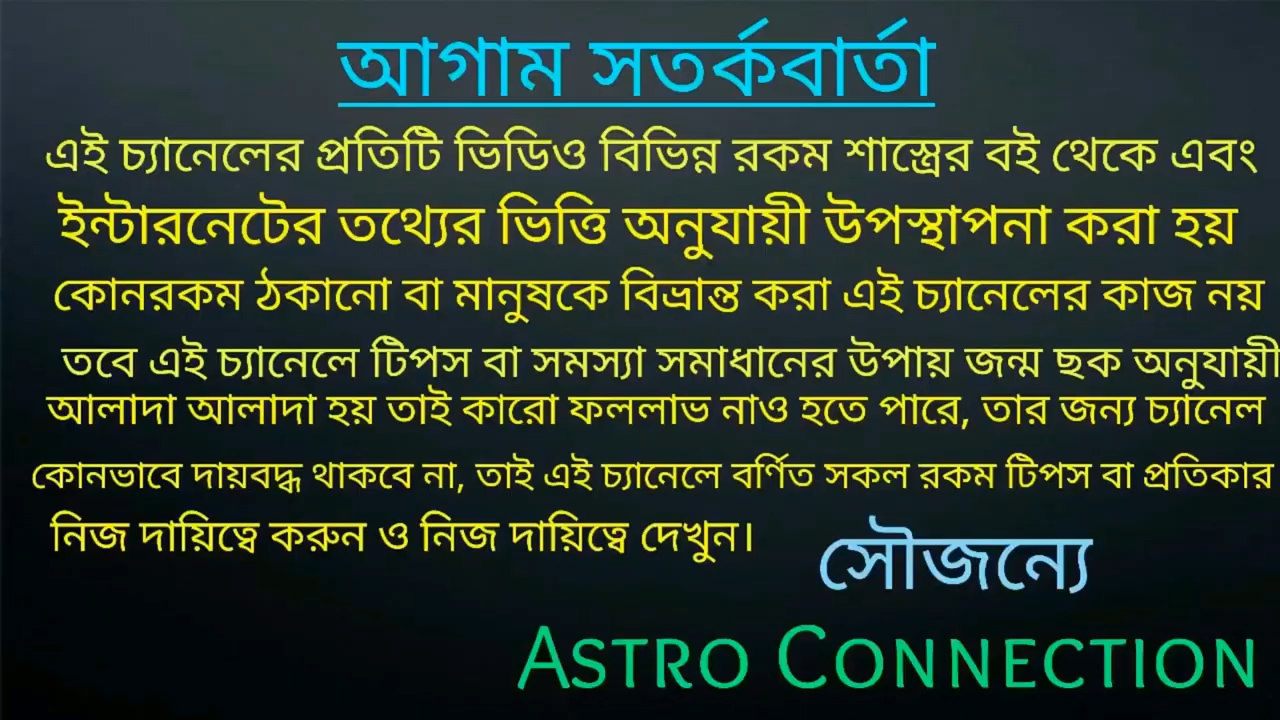 আগাম সতর্কবার্তা
এই চ্যানেলের প্রতিটি ভিডিও বিভিন্ন রকম শাস্ত্রের বই থেকে এবং
ইন্টারনেটের তথ্যের ভিত্তি অনুযায়ী উপস্থাপনা করা হয়
কোনরকম ঠকানো বা মানুষকে বিভ্রান্ত করা এই চ্যানেলের কাজ নয়
তবে এই চ্যানেলে টিপস বা সমস্যা সমাধানের উপায় জন্ম ছক অনুযায়ী
আলাদা আলাদা হয় তাই কারো ফললাভ নাও হতে পারে, তার জন্য চ্যানেল
কোনভাবে দায়বদ্ধ থাকবে না, তাই এই চ্যানেলে বর্ণিত সকল রকম টিপস বা প্রতিকার
নিজ দায়িত্বে করুন ও নিজ দায়িত্বে দেখুন।
সৌজন্যে
ASTRO CONNECTION